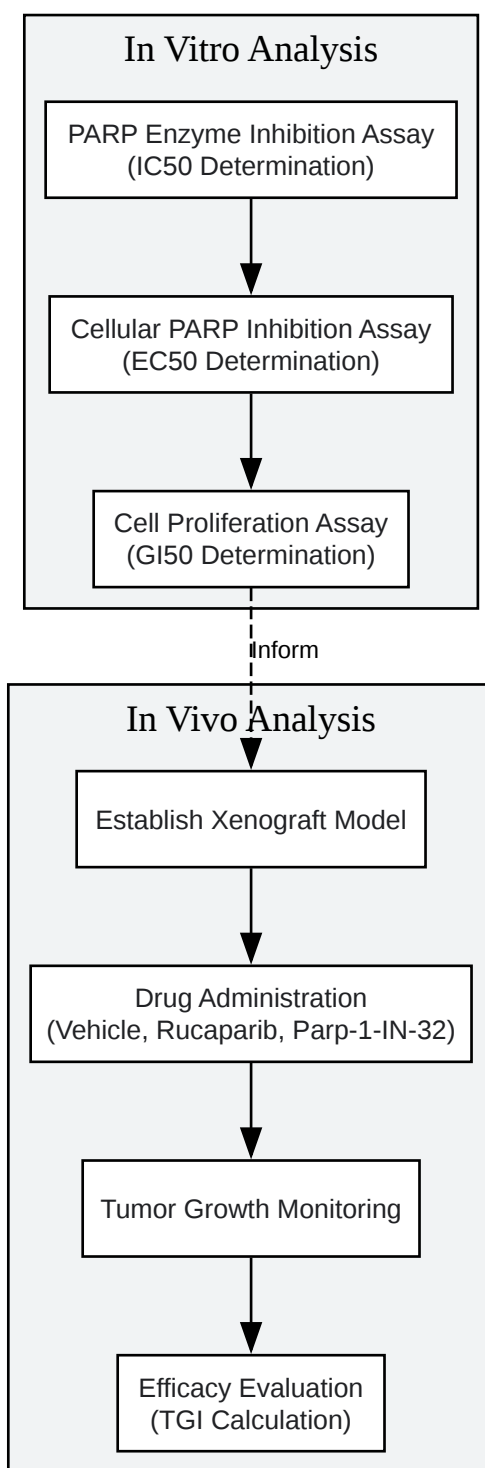 In Vitro Analysis
PARP Enzyme Inhibition Assay
(IC50 Determination)
Cellular PARP Inhibition Assay
(EC50 Determination)
Cell Proliferation Assay
(GI50 Determination)
Inform
In Vivo Analysis
Establish Xenograft Model
Drug Administration
(Vehicle, Rucaparib, Parp-1-IN-32)
Tumor Growth Monitoring
Efficacy Evaluation
(TGI Calculation)